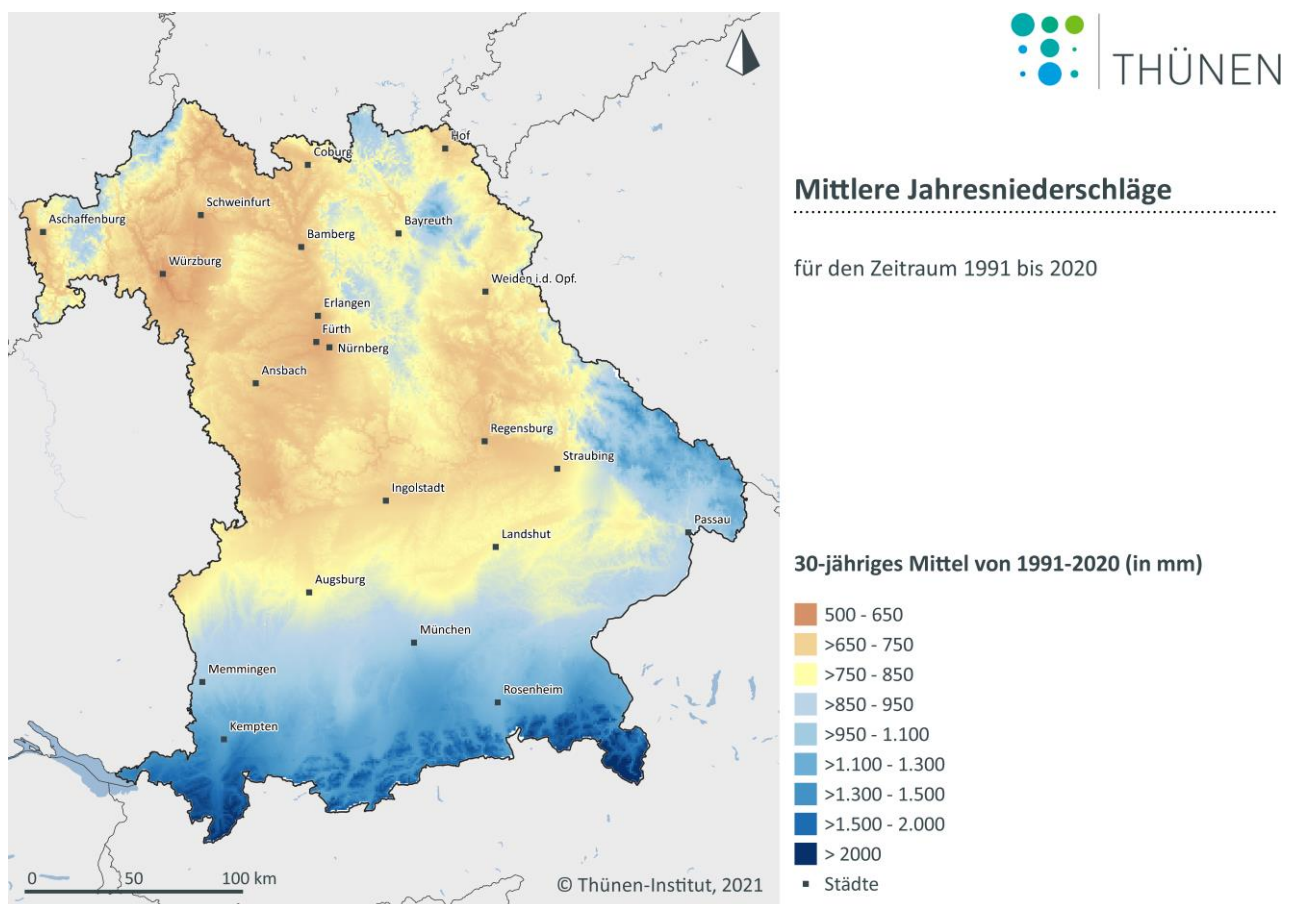 THÜNEN
Mittlere Jahresniederschläge
für den Zeitraum 1991 bis 2020
Hof
Coburg
Schweinfurt
Aschaffenburg
Bayreuth
Bamberg
Würzburg
Weiden i.d. Opf.
Erlangen
Fürth
Nürnberg
Ansbach
Regensburg
Straubing
Ingolstadt
Passau
Landshut
Augsburg
München
Memmingen
Rosenheim
Kempten
0 50 100 km
© Thünen-Institut, 2021
30-jähriges Mittel von 1991-2020 (in mm)
500 - 650
>650 - 750
>750 - 850
>850 - 950
>950 - 1.100
>1.100 - 1.300
>1.300 - 1.500
>1.500 - 2.000
> 2000
Städte